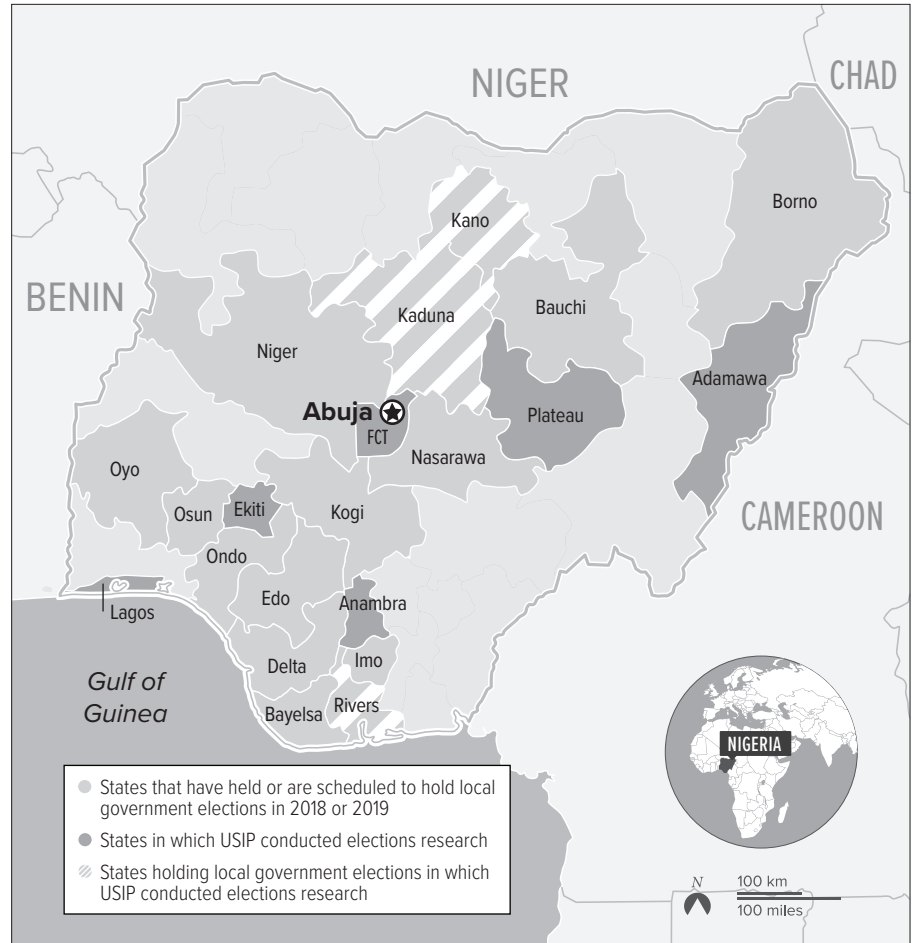 NIGER
CHAD
Kano
Borno
BENIN
Kaduna
Bauchi
Niger
Adamawa
Abuja
Plateau
FCT
Nasarawa
Oyo
Osun
Ekiti
Kogi
CAMEROON
Ondo
Edo
Anambra
Lagos
Imo
Delta
Gulf of
Guinea
Rivers
Bayelsa
NIGERIA
States that have held or are scheduled to hold local
government elections in 2018 or 2019
States in which USIP conducted elections research
States holding local government elections in which
USIP conducted elections research
N
100 km
100 miles